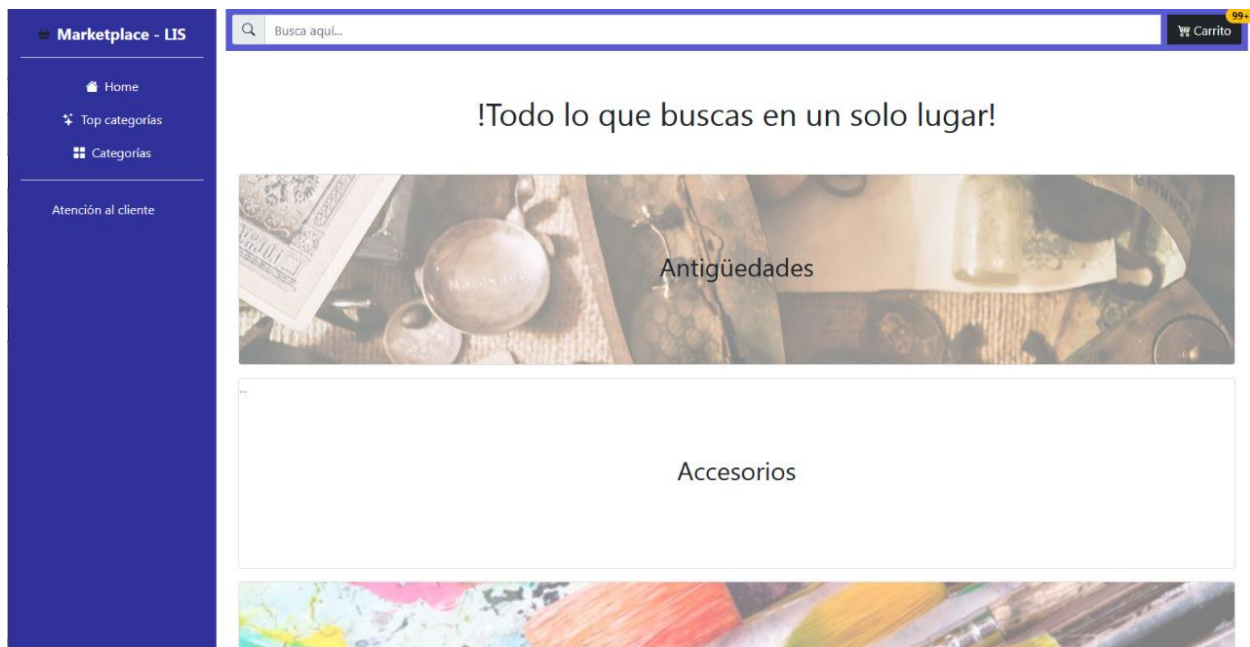 Marketplace - LIS
Home
Top categorías
Categorías
Atención al cliente
Busca aquí...
99+
Carrito
!Todo lo que buscas en un solo lugar!
Antigüedades
...
Accesorios